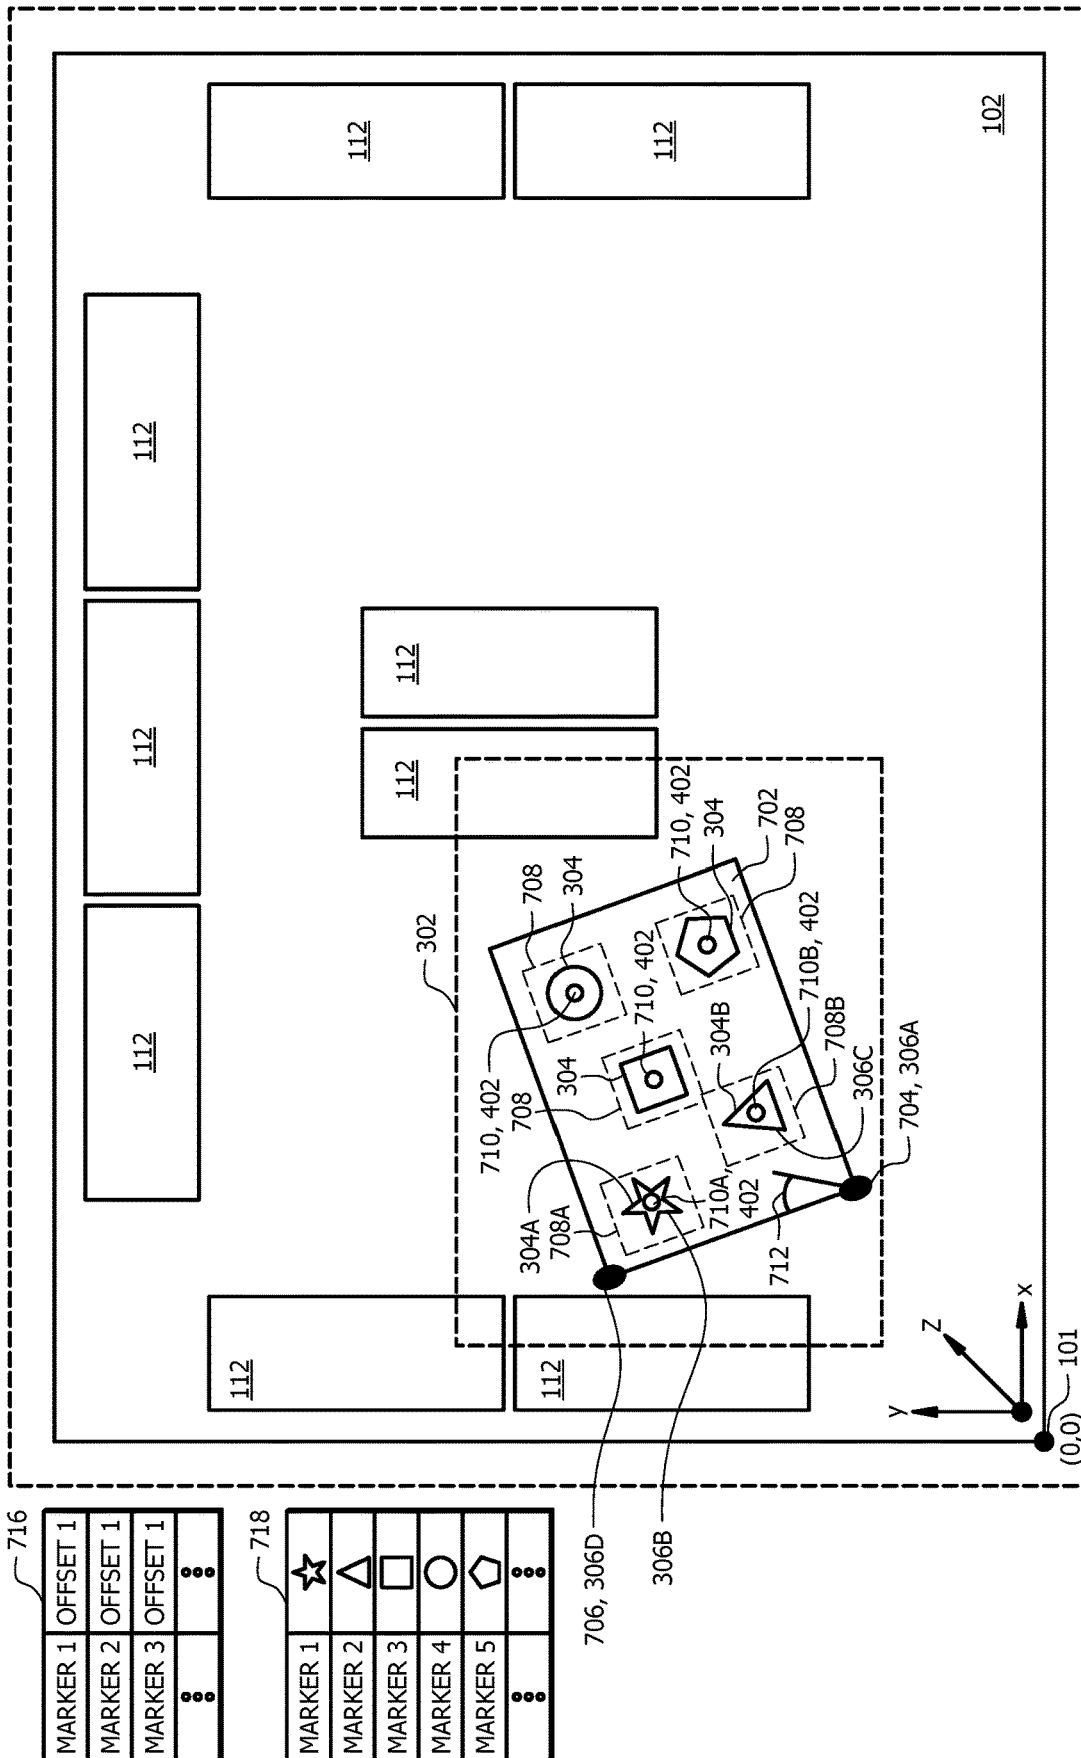 716
MARKER 1 OFFSET 1
MARKER 2 OFFSET 1
MARKER 3 OFFSET 1
718
MARKER 1
MARKER 2
MARKER 3
MARKER 4
MARKER 5
112
112
112
112
112
112
112
112
112
102
302
710, 402
708
304
708
304
710, 402
710, 402
304
702
708
304A
708A
710A, 402
304B
710B, 402
708B
306C
712
704, 306A
706, 306D
306B
y
Z
x
101
(0,0)